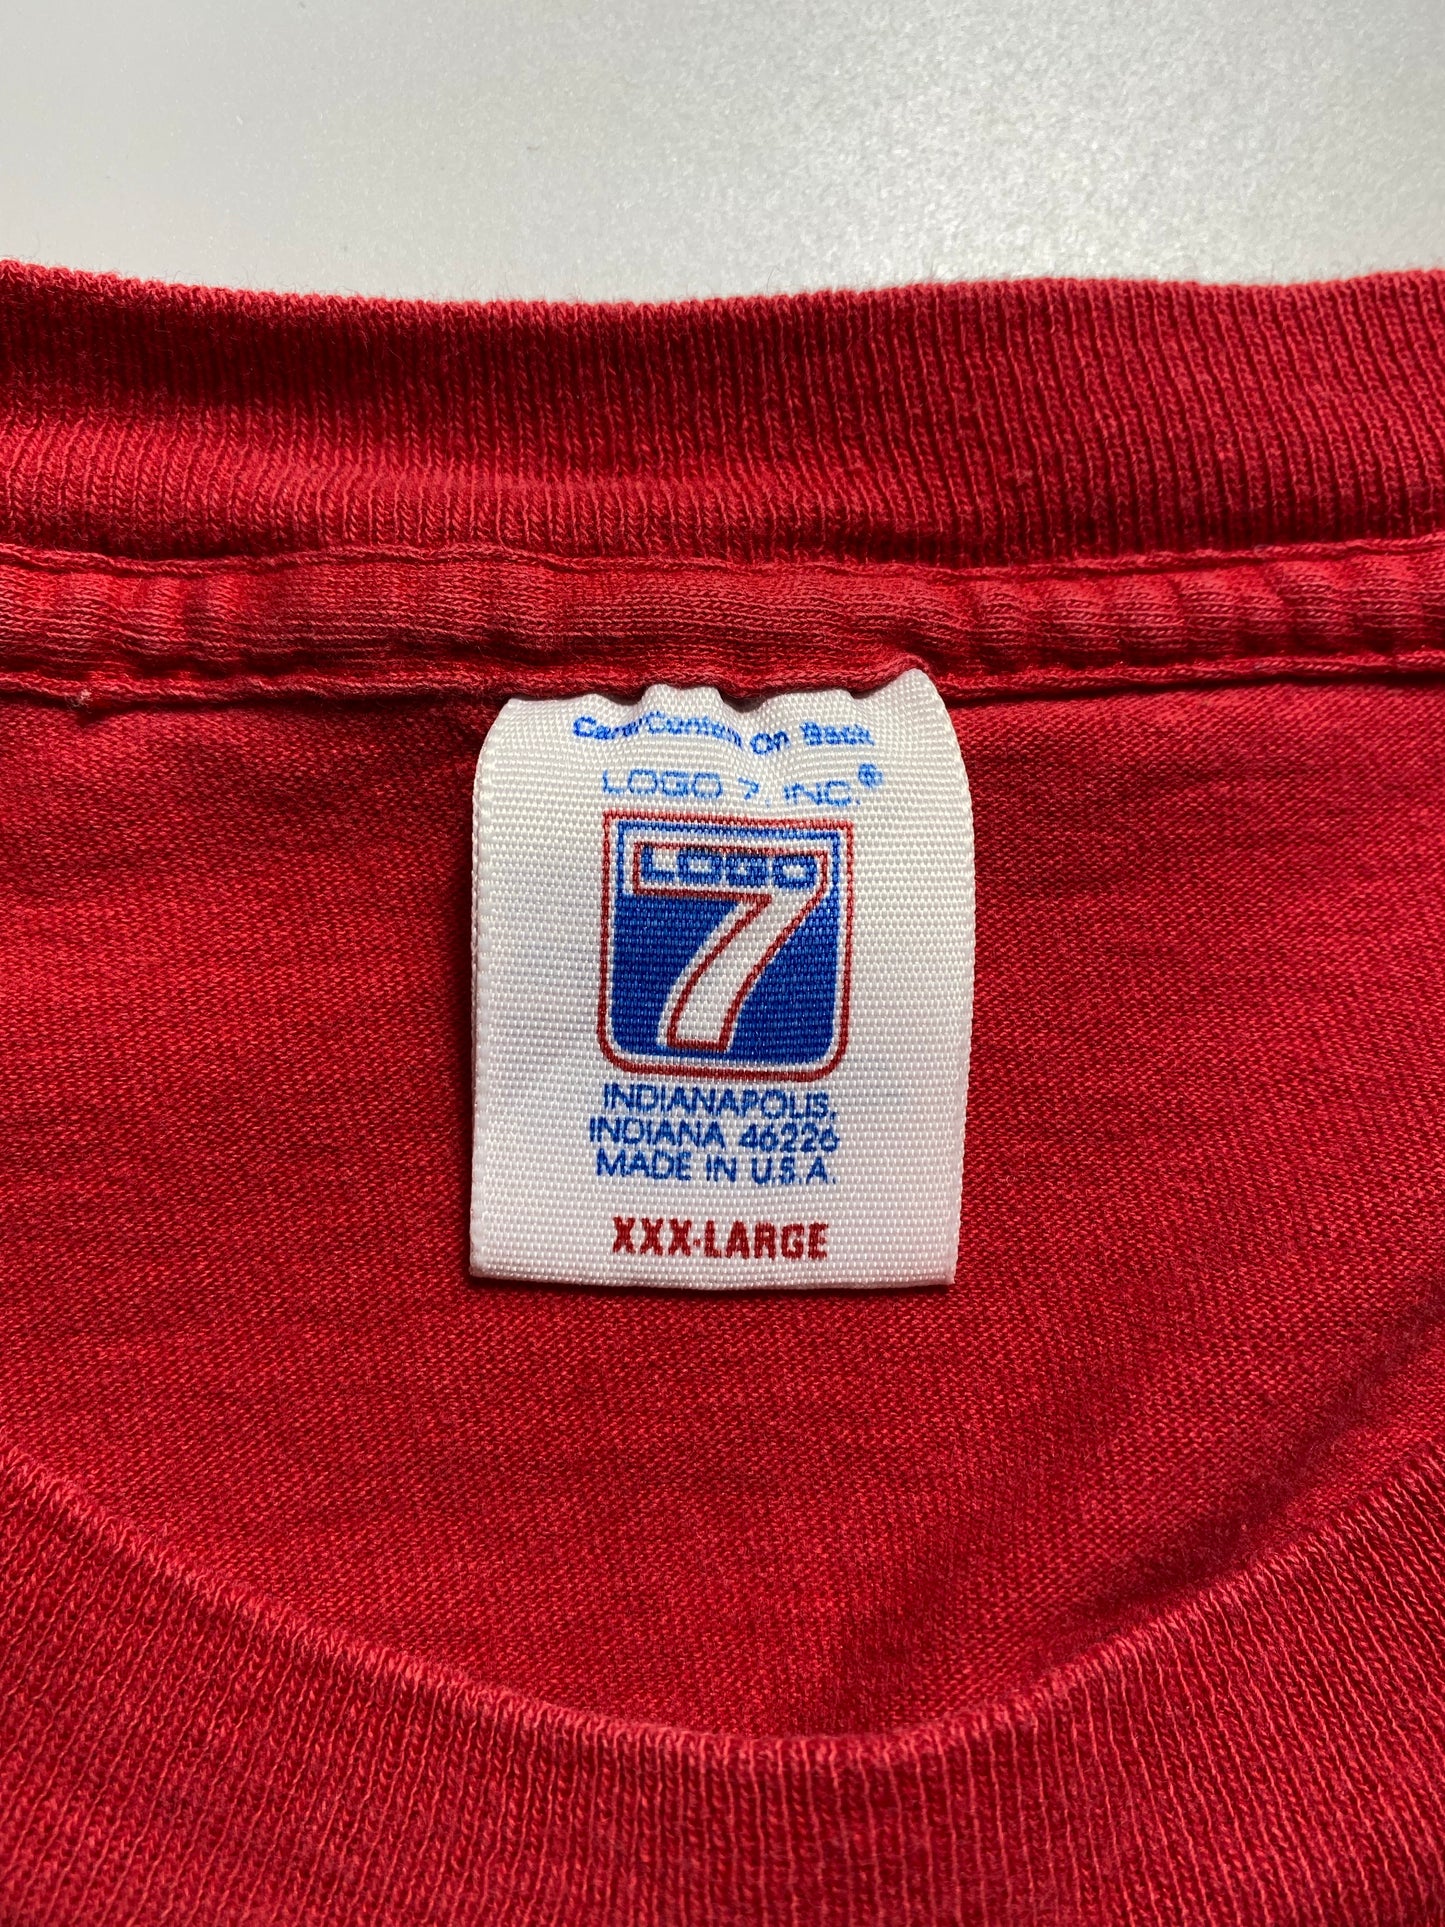 Care/Content On Back
LOGO 7, INC.®
LOGO
7
INDIANAPOLIS,
INDIANA 46226
MADE IN U.S.A.
XXX-LARGE